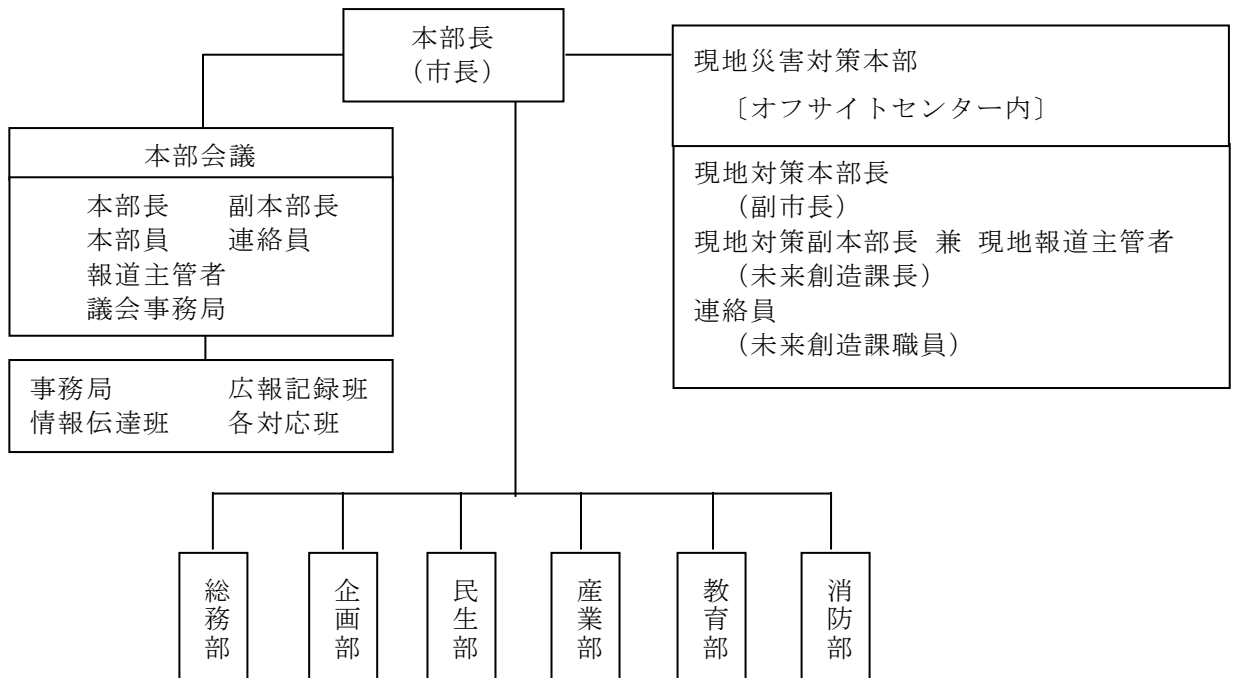 本部長
（市長）
現地災害対策本部
〔オフサイトセンター内〕
本部会議
本部長　　副本部長
本部員　　連絡員
報道主管者
議会事務局
現地対策本部長
（副市長）
現地対策副本部長 兼 現地報道主管者
（未来創造課長）
連絡員
（未来創造課職員）
事務局　　広報記録班
情報伝達班　　各対応班
総務部
企画部
民生部
産業部
教育部
消防部